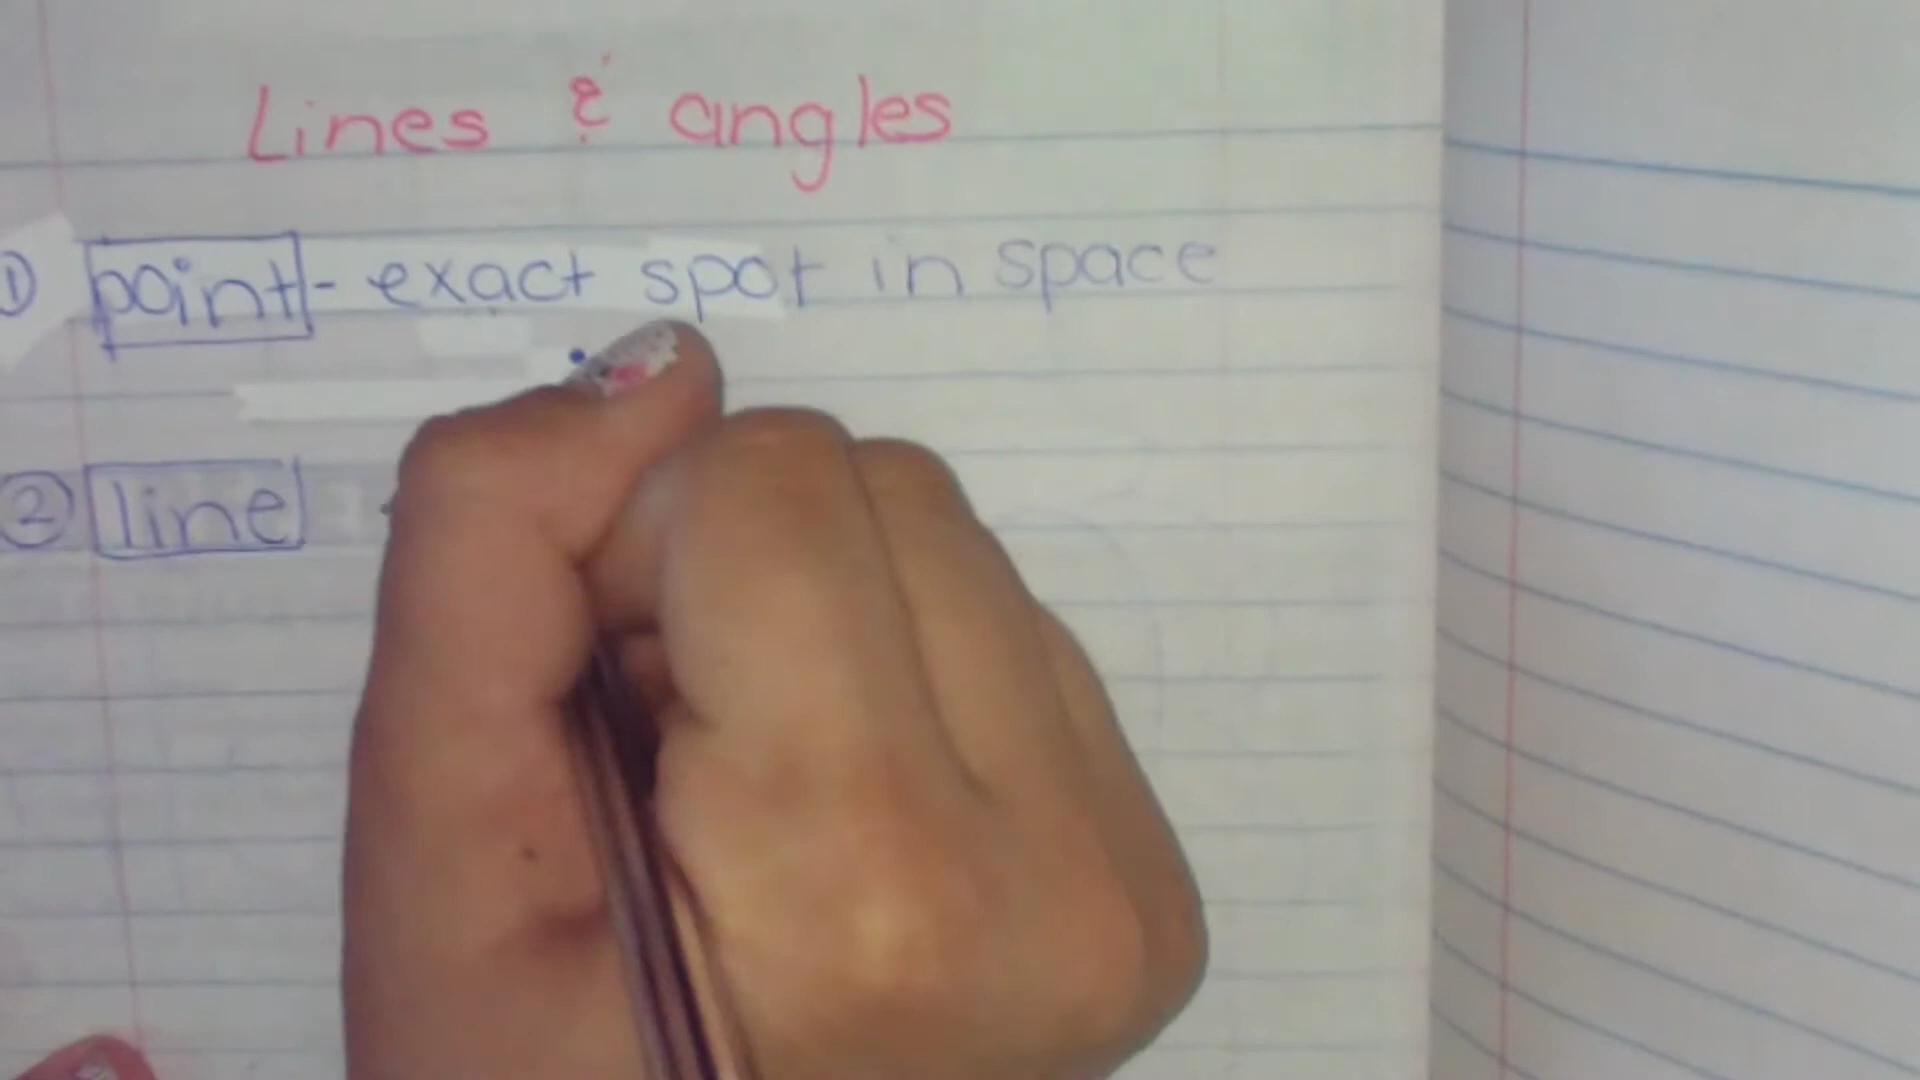 Lines & angles
① point - exact spot in space
② line